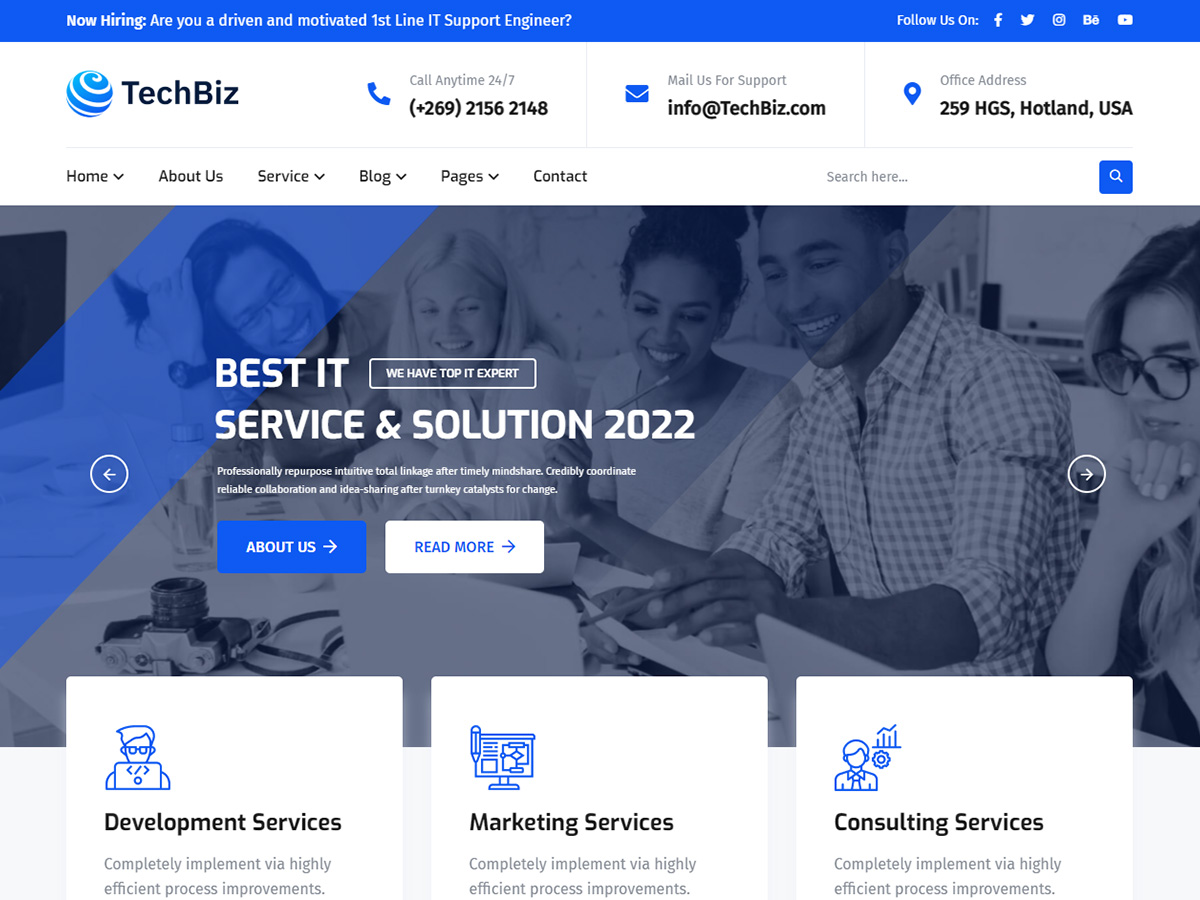 Now Hiring: Are you a driven and motivated 1st Line IT Support Engineer?
Follow Us On:
Bē
TechBiz
Call Anytime 24/7
(+269) 2156 2148
Mail Us For Support
info@TechBiz.com
Office Address
259 HGS, Hotland, USA
Home
About Us
Service
Blog
Pages
Contact
Search here...
BEST IT
WE HAVE TOP IT EXPERT
SERVICE & SOLUTION 2022
Professionally repurpose intuitive total linkage after timely mindshare. Credibly coordinate
reliable collaboration and idea-sharing after turnkey catalysts for change.
ABOUT US
READ MORE
Development Services
Completely implement via highly
efficient process improvements.
Marketing Services
Completely implement via highly
efficient process improvements.
Consulting Services
Completely implement via highly
efficient process improvements.